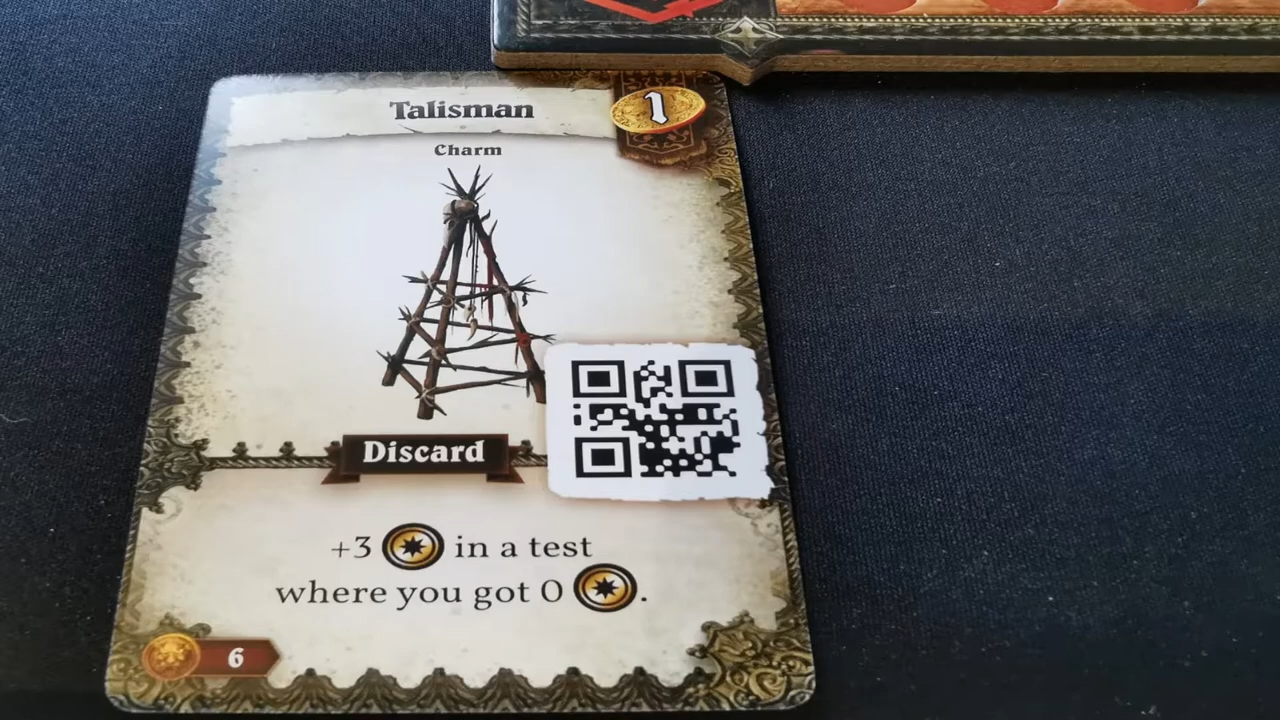 Talisman
1
Charm
Discard
+3 in a test
where you got 0 .
6